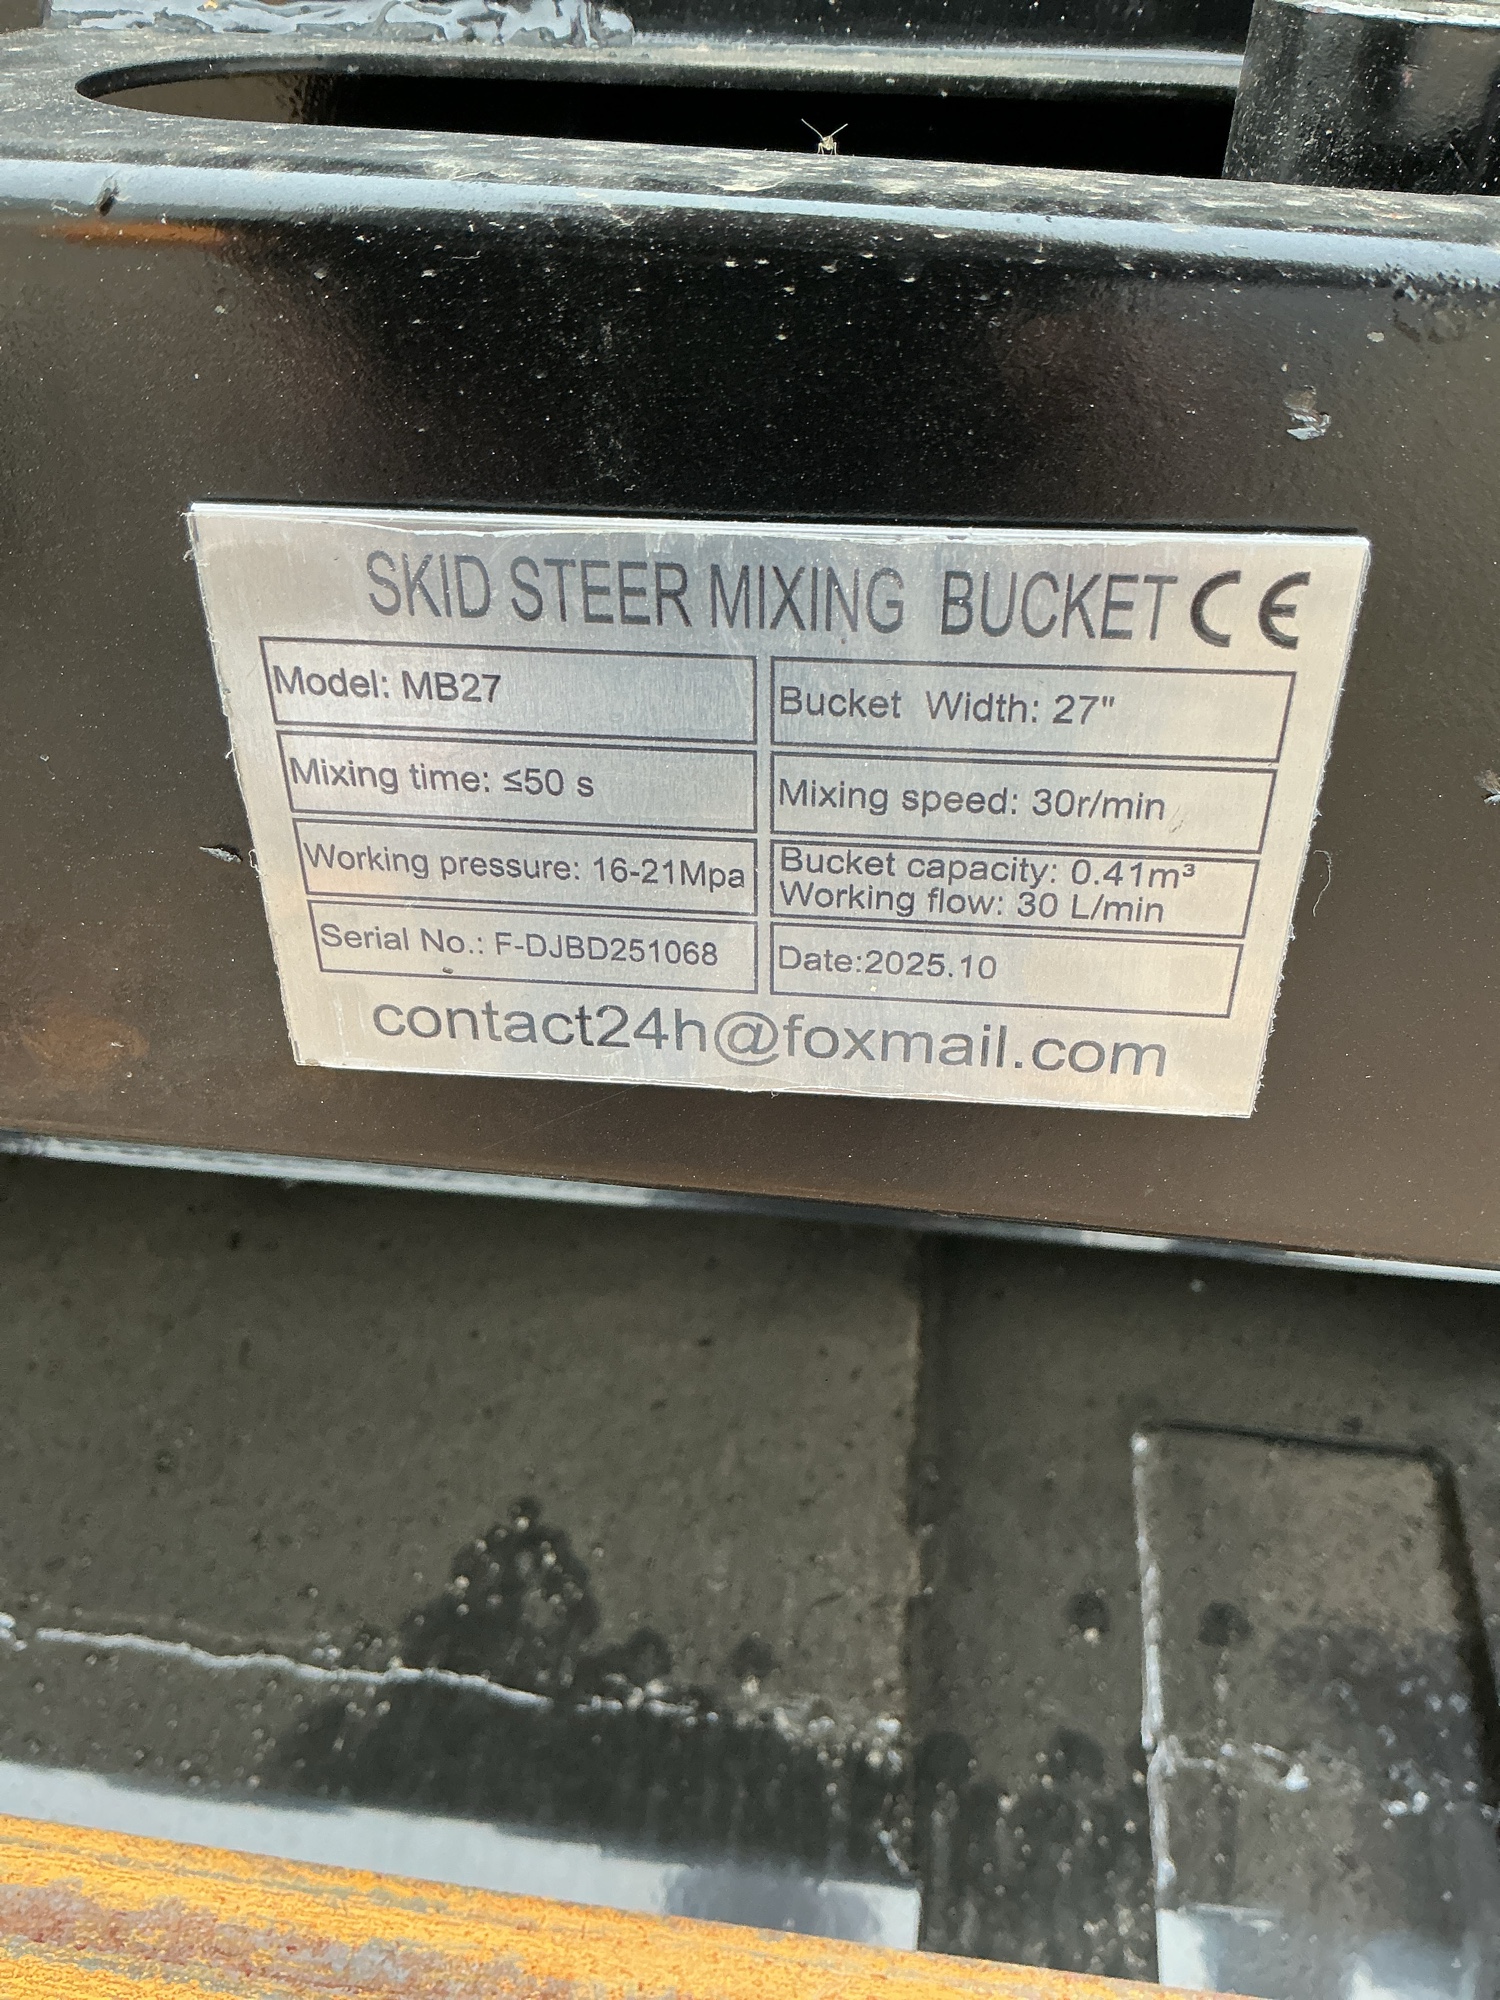 SKID STEER MIXING BUCKET CE
Model: MB27
Bucket Width: 27"
Mixing time: ≤50 s
Mixing speed: 30r/min
Working pressure: 16-21Mpa
Bucket capacity: 0.41m³
Working flow: 30 L/min
Serial No.: F-DJBD251068
Date:2025.10
contact24h@foxmail.com